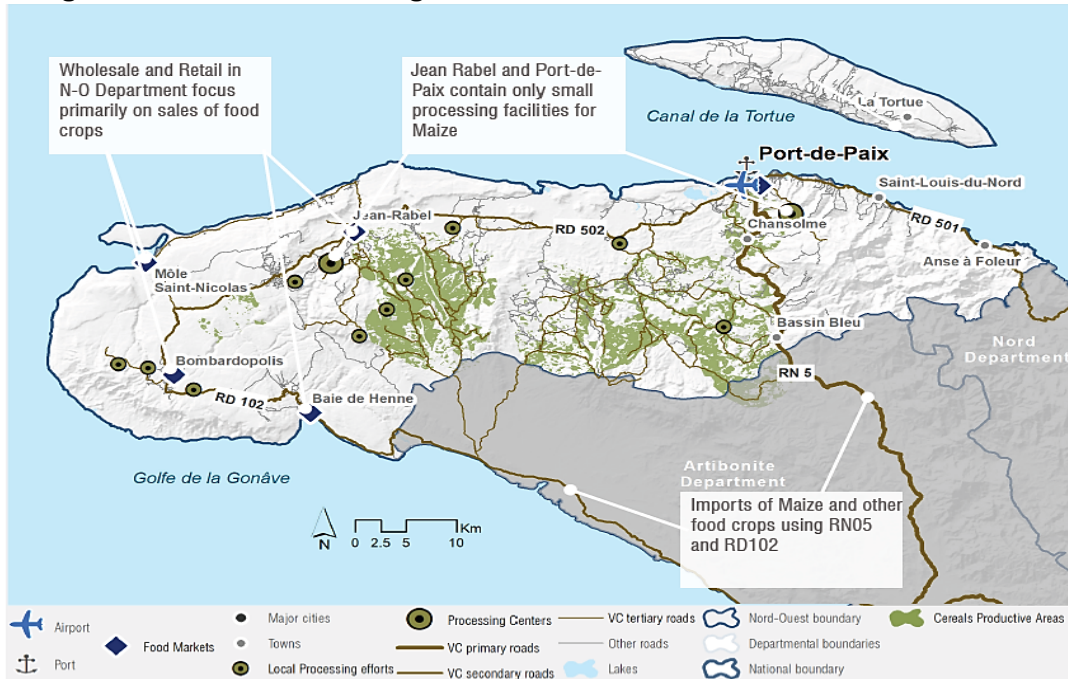 Wholesale and Retail in
N-O Department focus
primarily on sales of food
crops
Jean Rabel and Port-de-
Paix contain only small
processing facilities for
Maize
La Tortue
Canal de la Tortue
Port-de-Paix
Saint-Louis-du-Nord
Jean-Rabel
RD 502
Chansolme
RD 501
Anse à Foleur
Môle
Saint-Nicolas
Bassin Bleu
Nord
Department
Bombardopolis
RN 5
RD 102
Baie de Henne
Golfe de la Gonâve
Artibonite
Department
Imports of Maize and other
food crops using RN05
and RD102
N
Km
0 2.5 5 10
Airport
Port
Food Markets
Major cities
Towns
Local Processing efforts
Processing Centers
VC primary roads
VC secondary roads
VC tertiary roads
Other roads
Lakes
Nord-Ouest boundary
Departmental boundaries
National boundary
Cereals Productive Areas